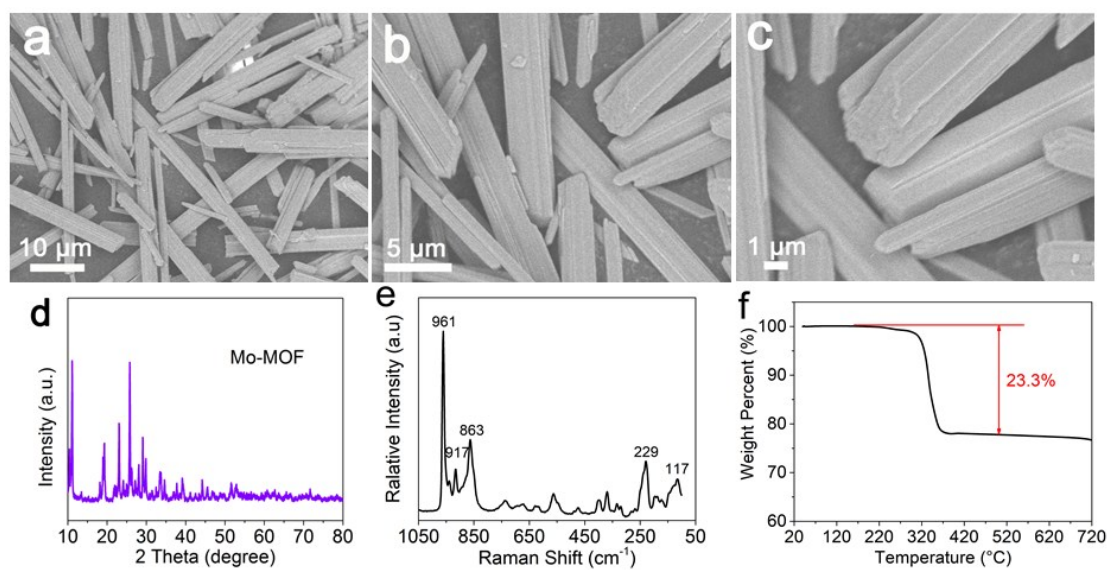 a
10 µm
b
5 µm
c
1 µm
d
Mo-MOF
Intensity (a.u.)
10 20 30 40 50 60 70 80
2 Theta (degree)
e
961
917
863
229
117
Ralative Intensity (a.u)
1050 850 650 450 250 50
Raman Shift (cm⁻¹)
f
100
90
80
70
60
23.3%
Weight Percent (%)
20 120 220 320 420 520 620 720
Temperature (°C)